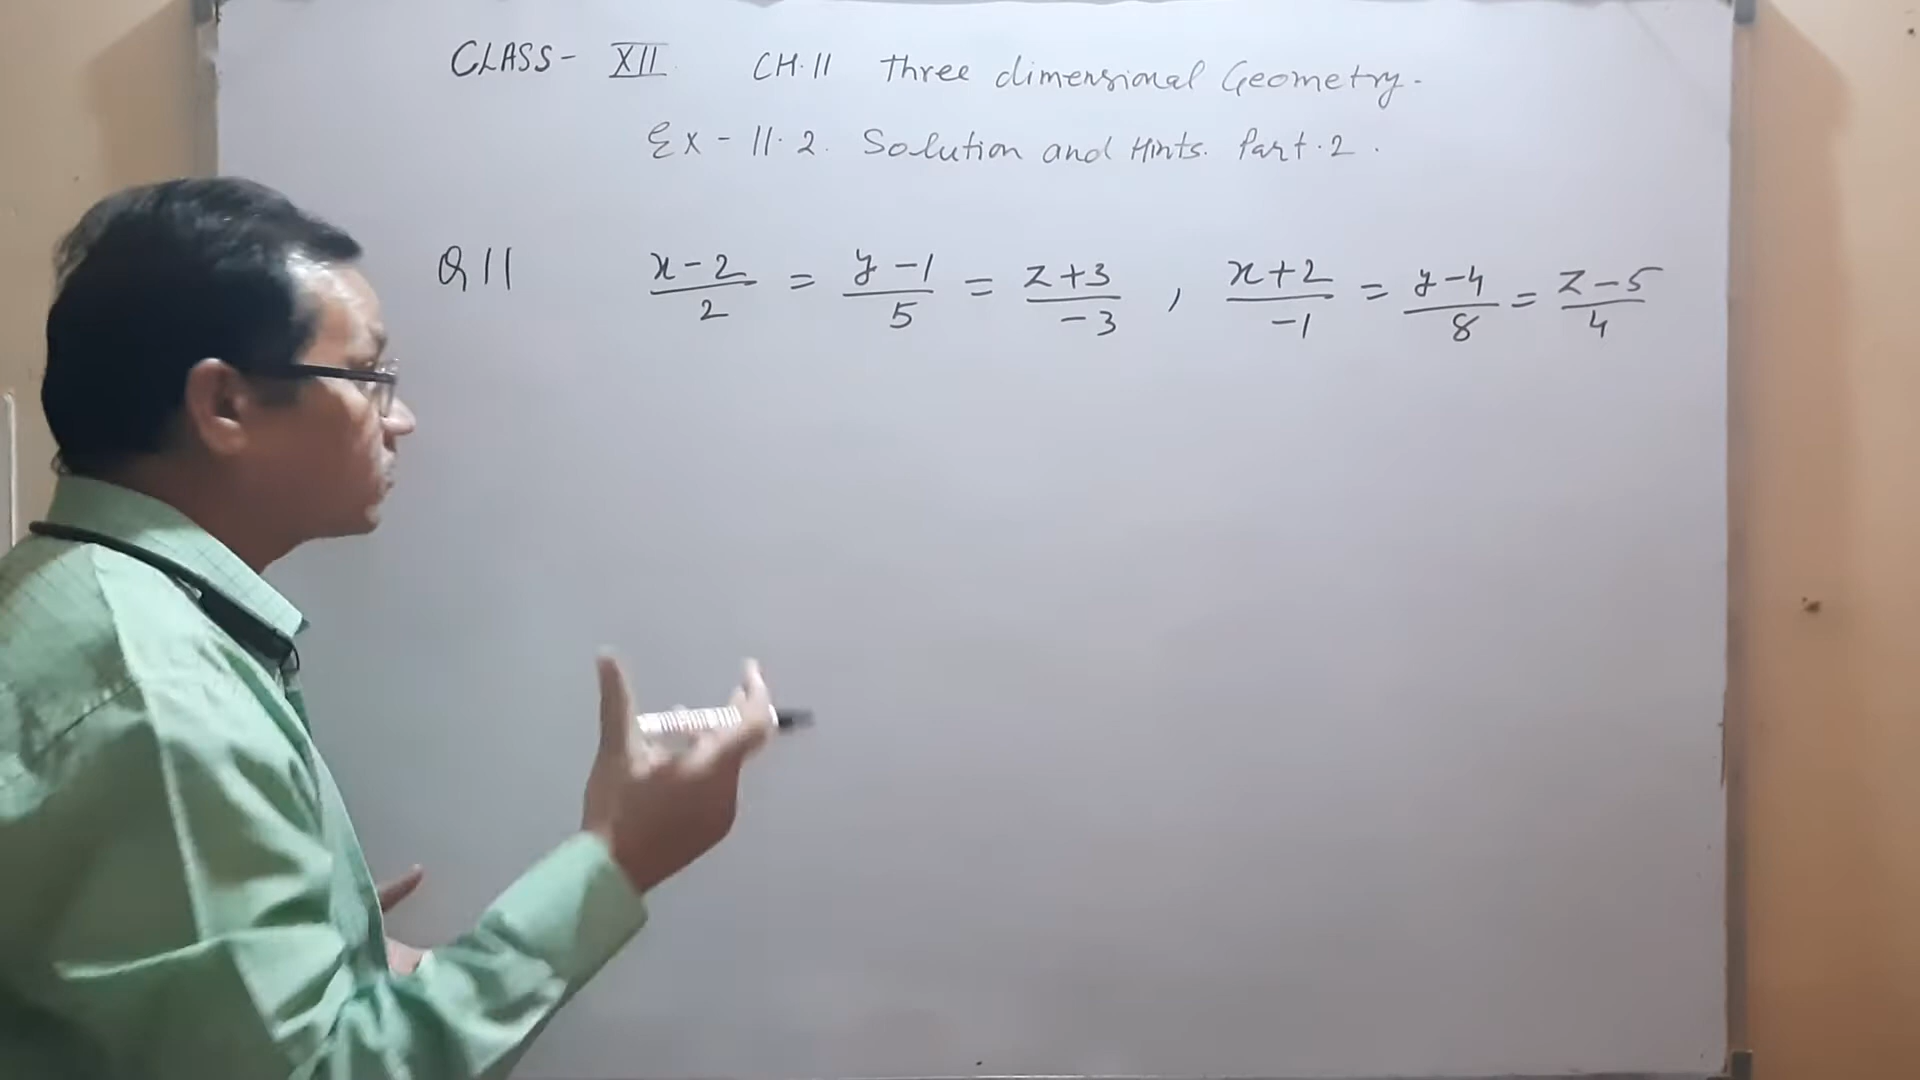 CLASS- XII CH.11 Three dimensional Geometry.
Ex - 11.2. Solution and Hints. Part.2.
Q11 x-2/2 = y-1/5 = z+3/-3 , x+2/-1 = y-4/8 = z-5/4